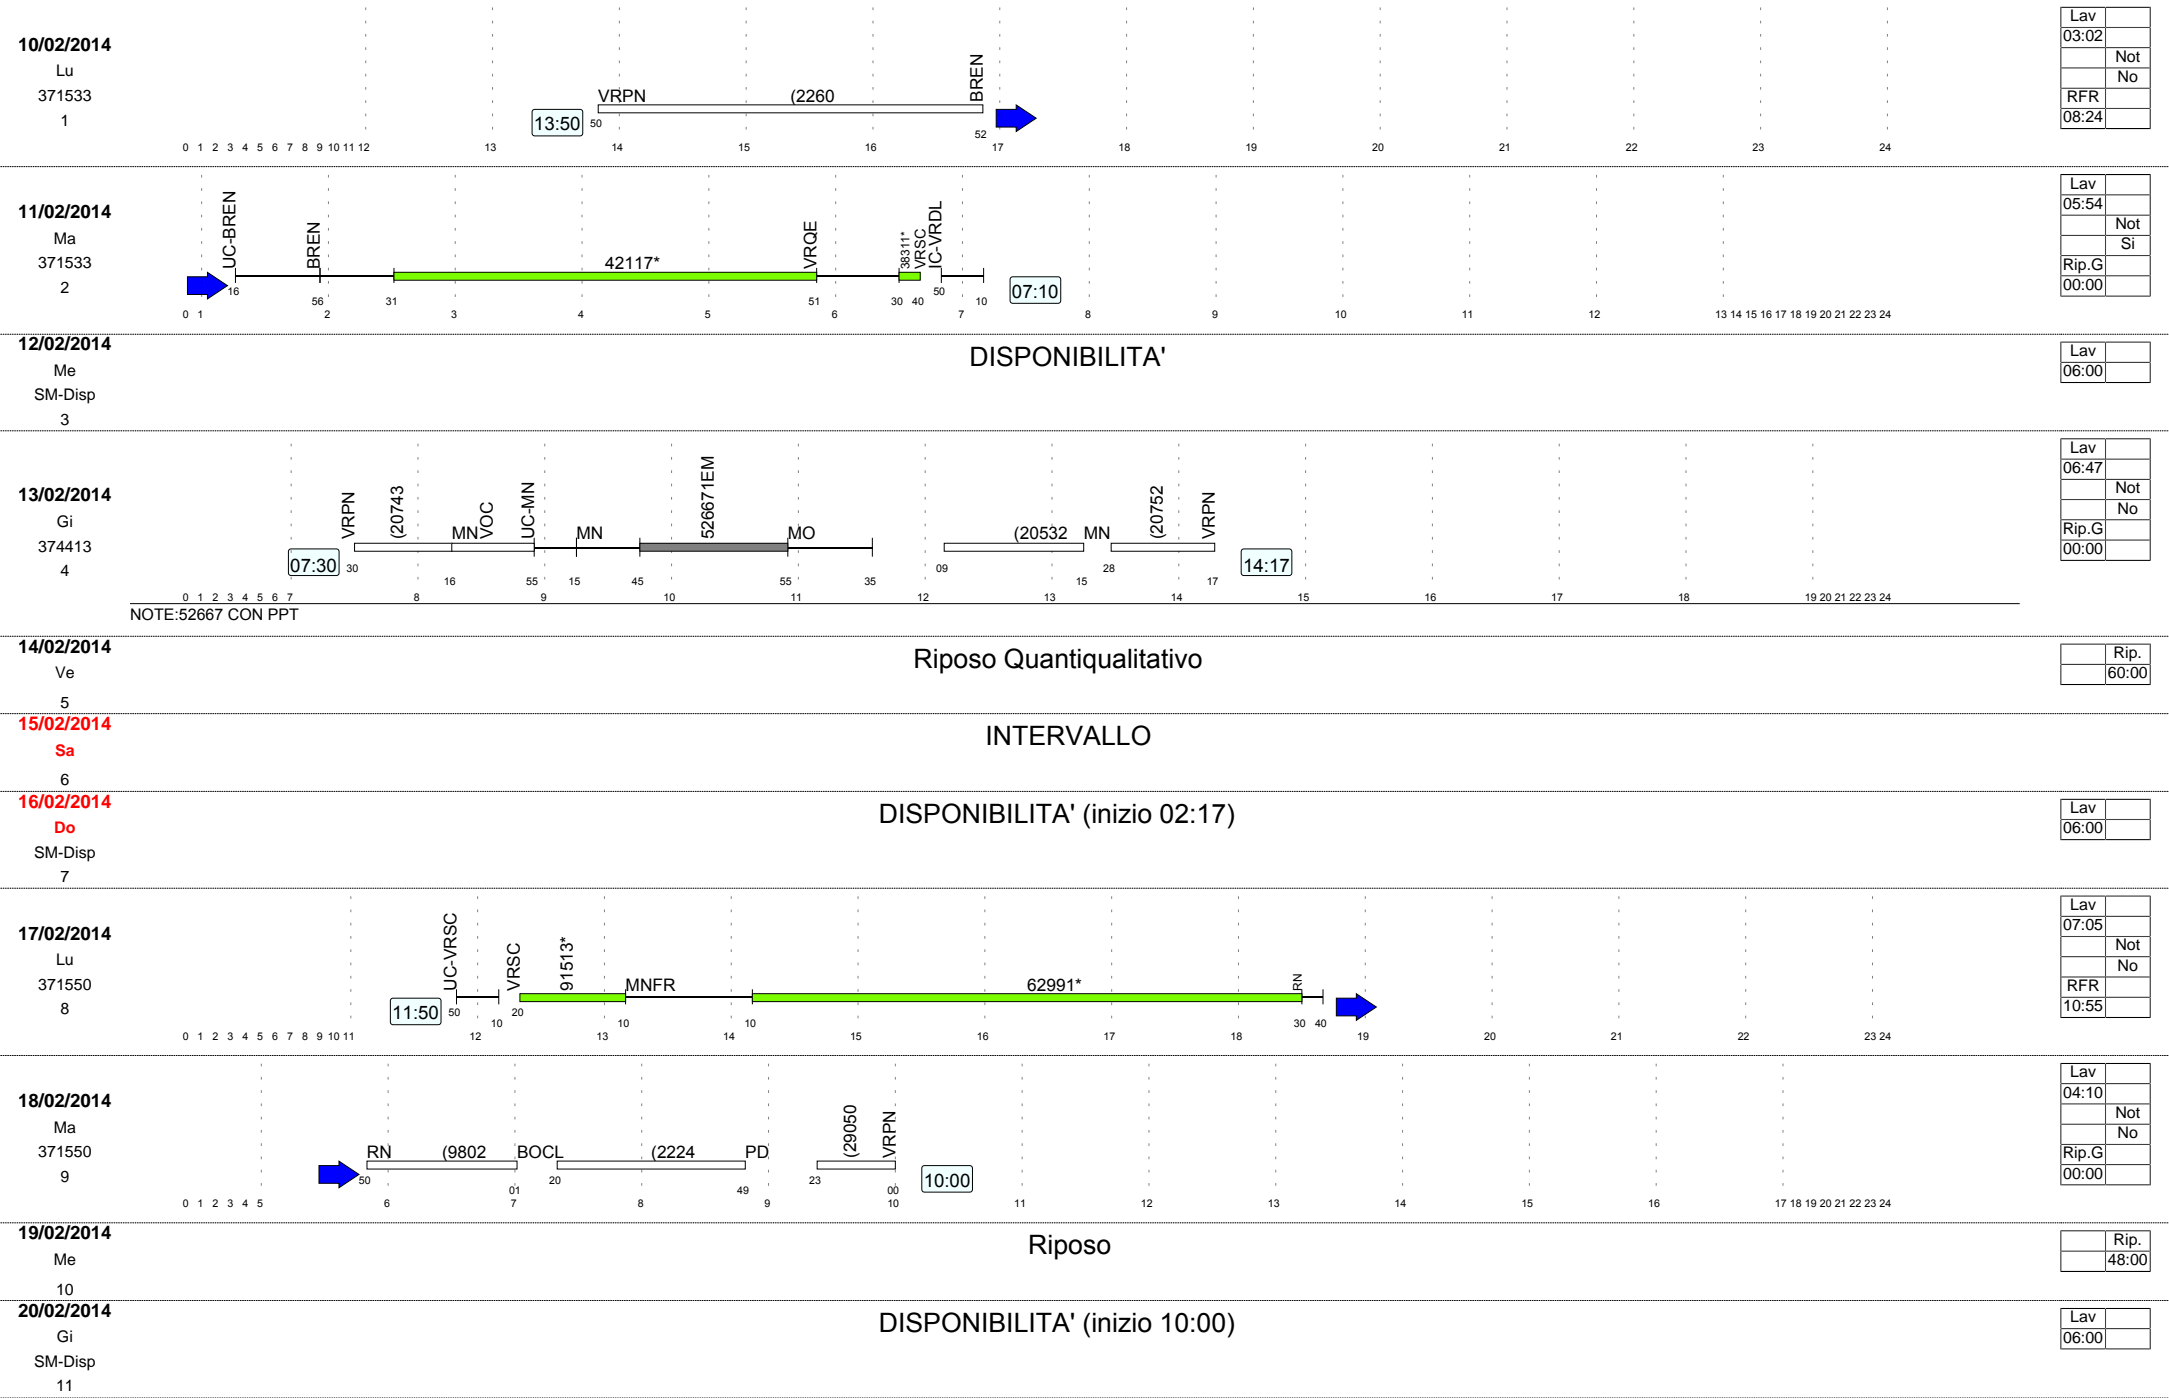 10/02/2014
Lu
371533
1
13:50
VRPN (2260 BREN
50 52
0 1 2 3 4 5 6 7 8 9 10 11 12 13 14 15 16 17 18 19 20 21 22 23 24
Lav
03:02
Not
No
RFR
08:24
11/02/2014
Ma
371533
2
UC-BREN BREN 42117* VRQE 38311* VRSC IC-VRDL
16 56 31 51 30 40 50 10
07:10
0 1 2 3 4 5 6 7 8 9 10 11 12 13 14 15 16 17 18 19 20 21 22 23 24
Lav
05:54
Not
Si
Rip.G
00:00
12/02/2014
Me
SM-Disp
3
DISPONIBILITA'
Lav
06:00
13/02/2014
Gi
374413
4
07:30
VRPN (20743 MN VOC UC-MN MN 526671EM MO (20532 MN (20752 VRPN
30 16 55 15 45 55 35 09 15 28 17
14:17
0 1 2 3 4 5 6 7 8 9 10 11 12 13 14 15 16 17 18 19 20 21 22 23 24
NOTE:52667 CON PPT
Lav
06:47
Not
No
Rip.G
00:00
14/02/2014
Ve
5
Riposo Quantiqualitativo
Rip.
60:00
15/02/2014
Sa
6
INTERVALLO
16/02/2014
Do
SM-Disp
7
DISPONIBILITA' (inizio 02:17)
Lav
06:00
17/02/2014
Lu
371550
8
11:50
UC-VRSC VRSC 91513* MNFR 62991* RN
50 10 20 10 10 30 40
0 1 2 3 4 5 6 7 8 9 10 11 12 13 14 15 16 17 18 19 20 21 22 23 24
Lav
07:05
Not
No
RFR
10:55
18/02/2014
Ma
371550
9
RN (9802 BOCL (2224 PD (29050 VRPN
50 01 20 49 23 00
10:00
0 1 2 3 4 5 6 7 8 9 10 11 12 13 14 15 16 17 18 19 20 21 22 23 24
Lav
04:10
Not
No
Rip.G
00:00
19/02/2014
Me
10
Riposo
Rip.
48:00
20/02/2014
Gi
SM-Disp
11
DISPONIBILITA' (inizio 10:00)
Lav
06:00